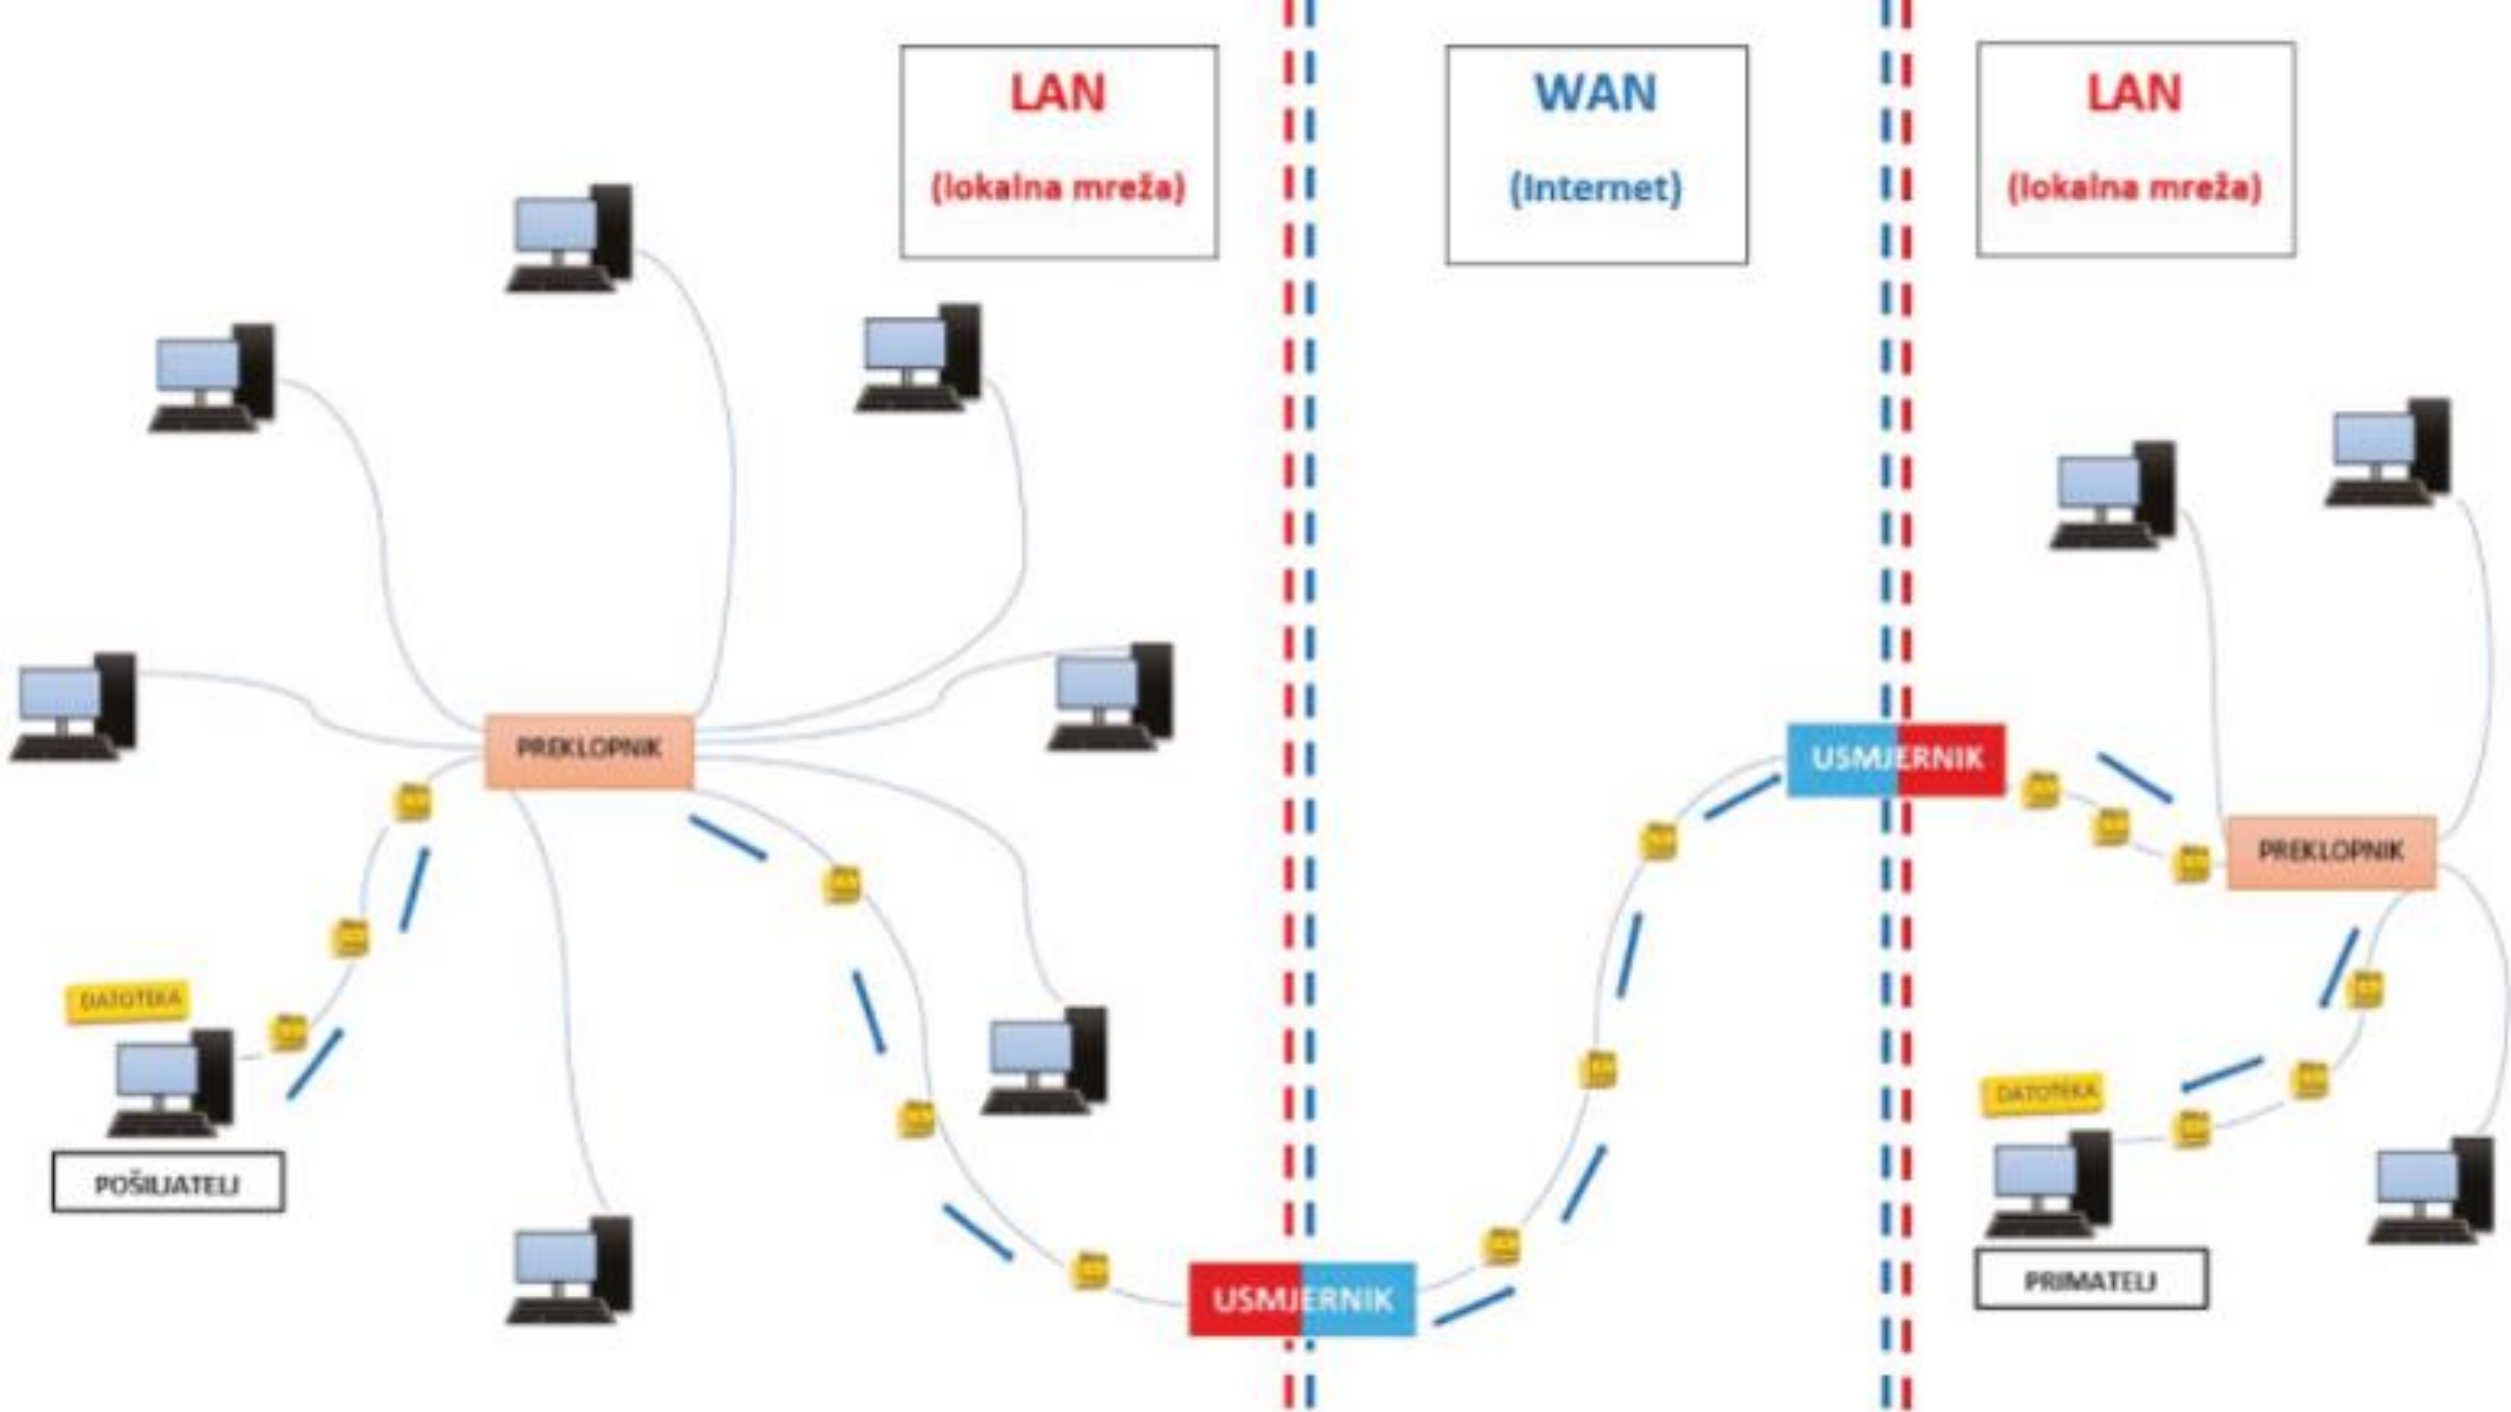 LAN
(lokalna mreža)
WAN
(Internet)
LAN
(lokalna mreža)
PREKLOPNIK
USMJERNIK
PREKLOPNIK
DATOTEKA
POŠILJATELJ
DATOTEKA
PRIMATELJ
USMJERNIK